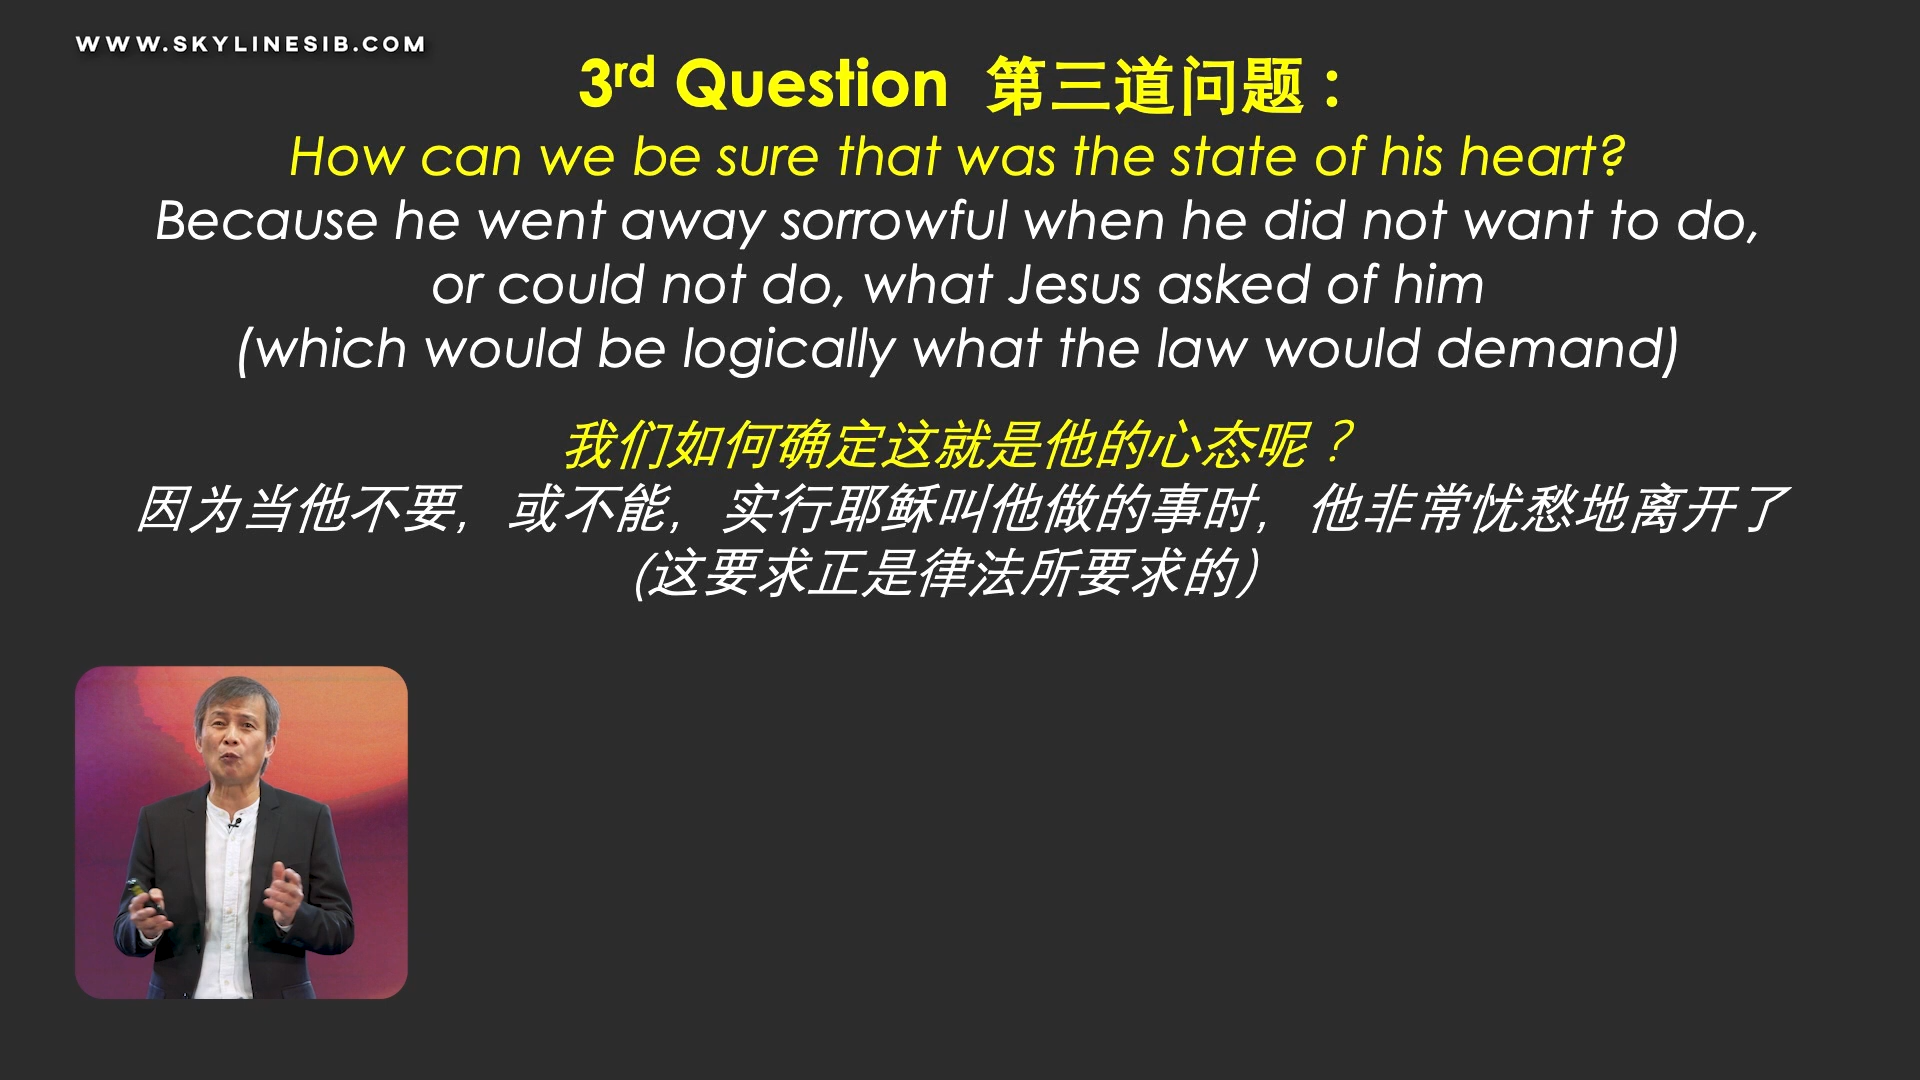 WWW.SKYLINESIB.COM
3rd Question 第三道问题：
How can we be sure that was the state of his heart?
Because he went away sorrowful when he did not want to do,
or could not do, what Jesus asked of him
(which would be logically what the law would demand)
我们如何确定这就是他的心态呢？
因为当他不要，或不能，实行耶稣叫他做的事时，他非常忧愁地离开了
(这要求正是律法所要求的）